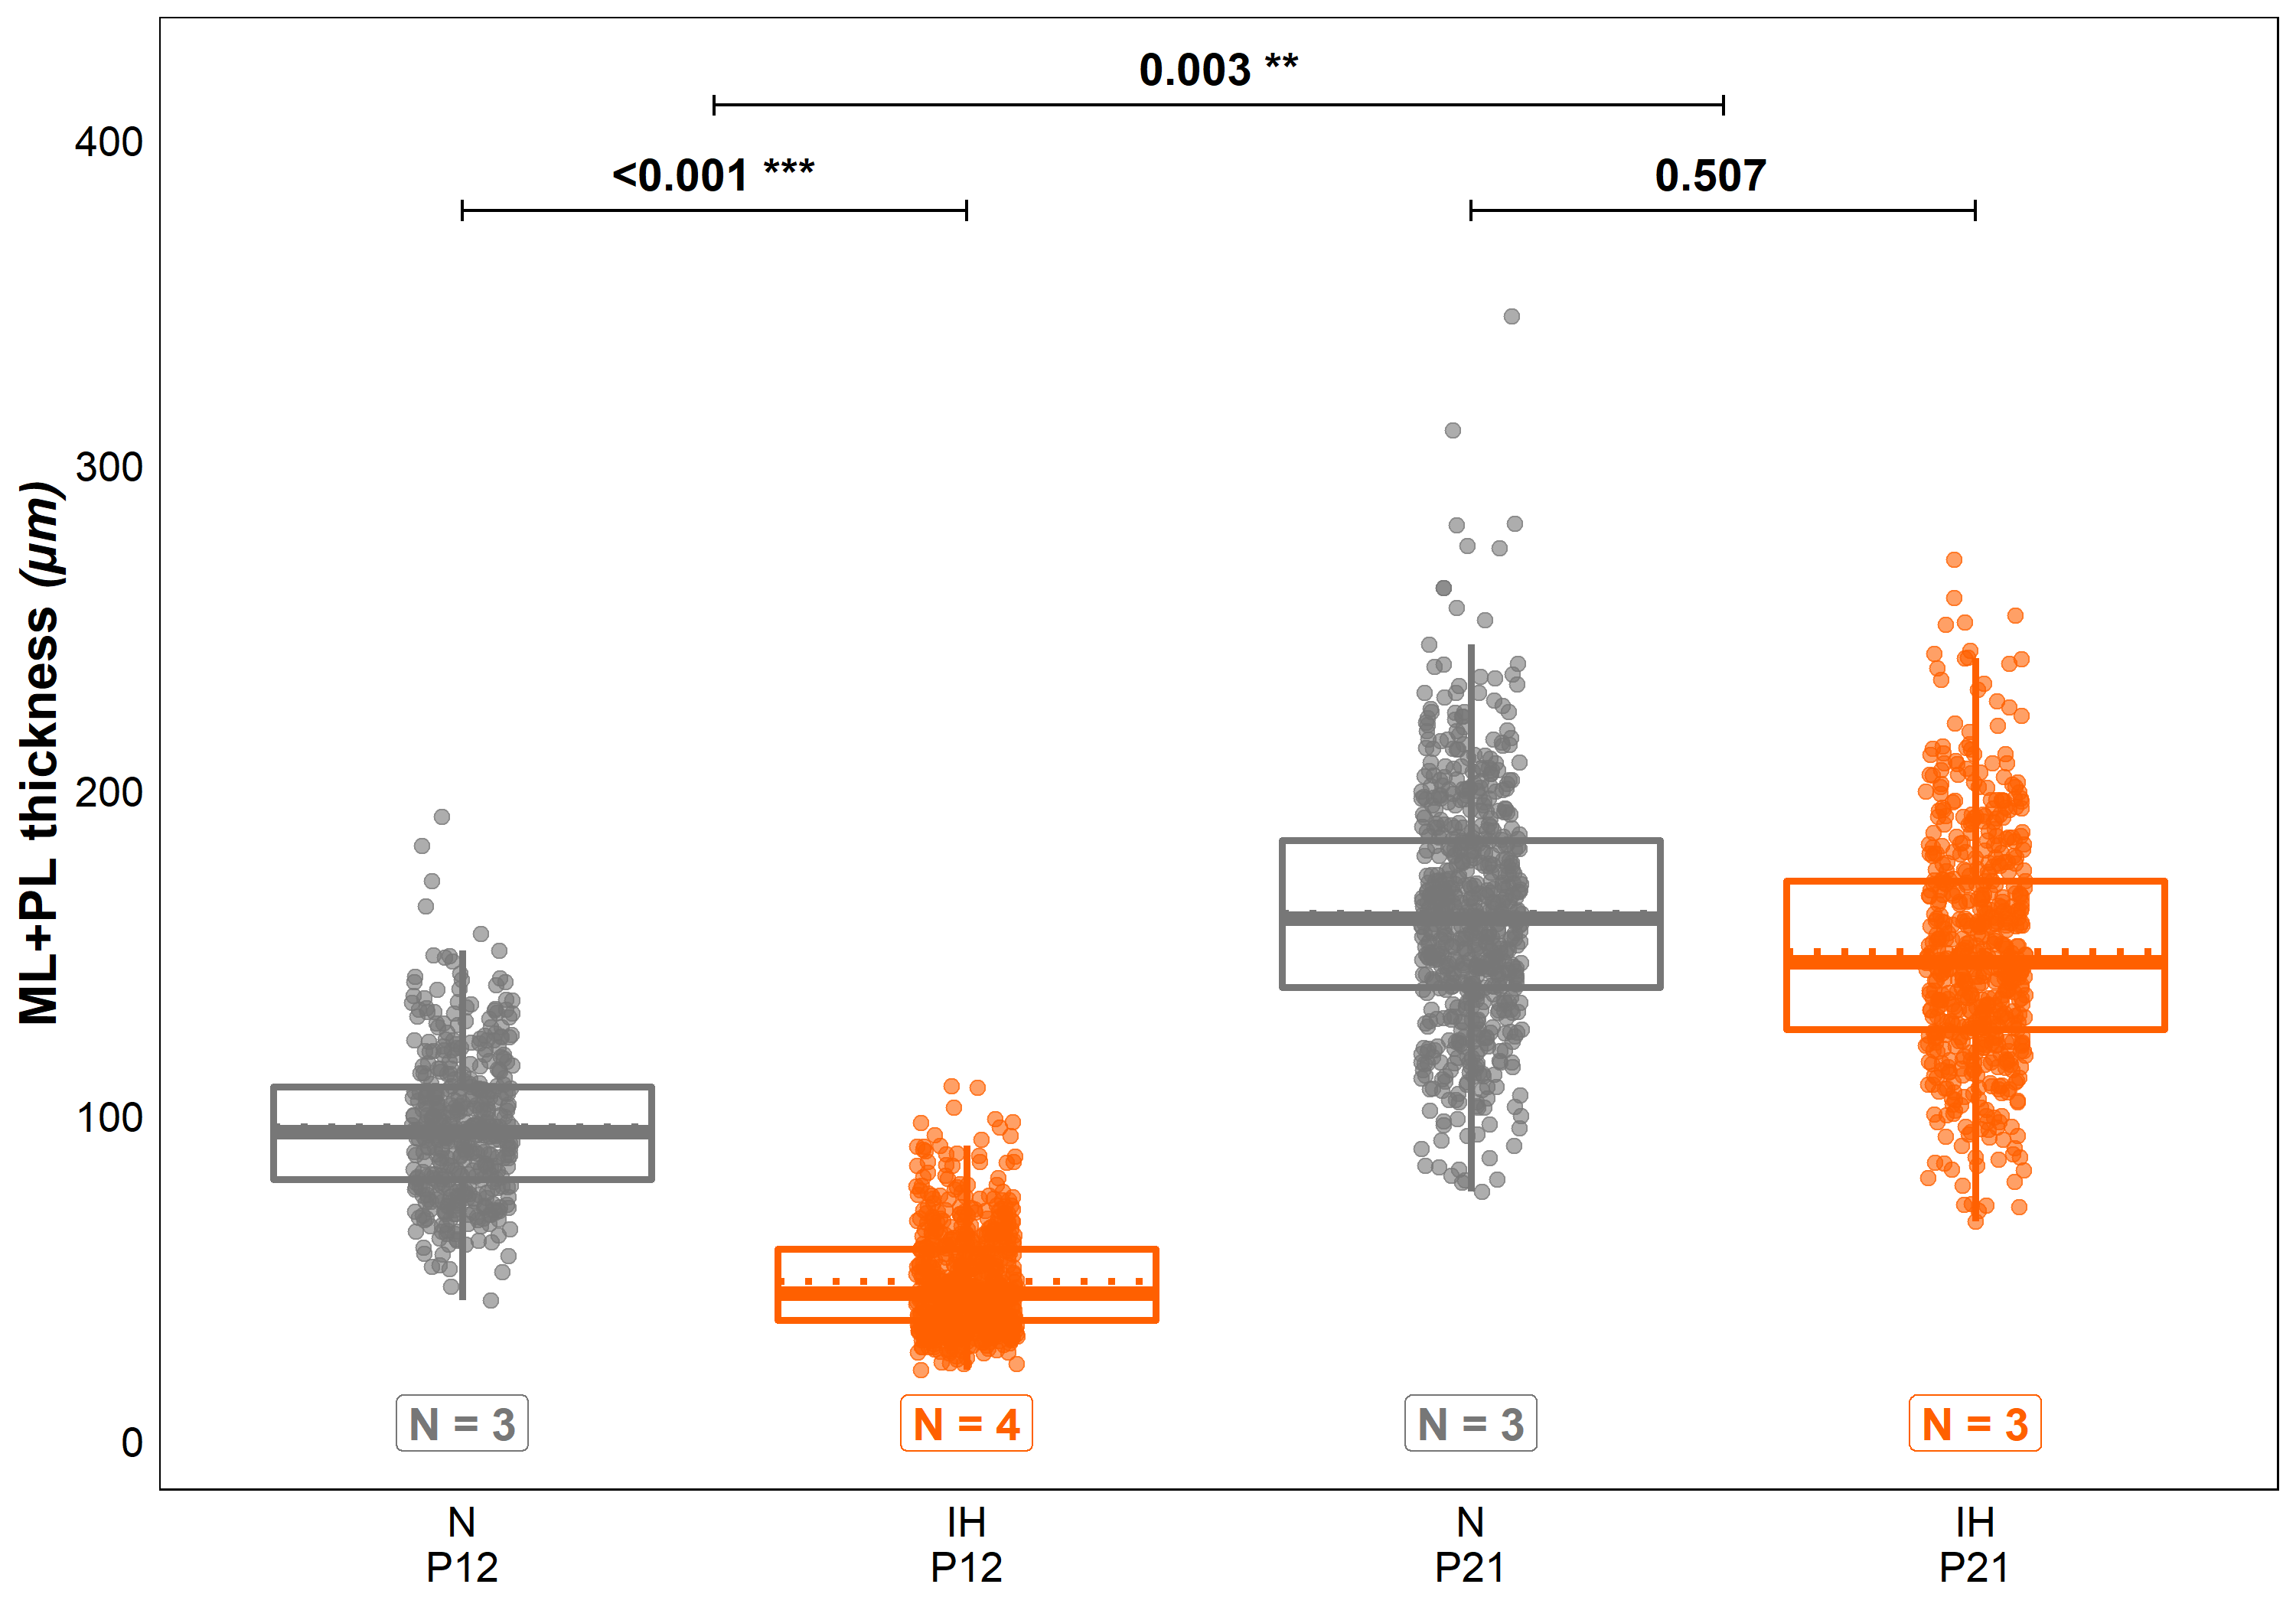 0.003 **
<0.001 ***
0.507
400
300
200
100
0
ML+PL thickness (µm)
N = 3
N = 4
N = 3
N = 3
N
P12
IH
P12
N
P21
IH
P21